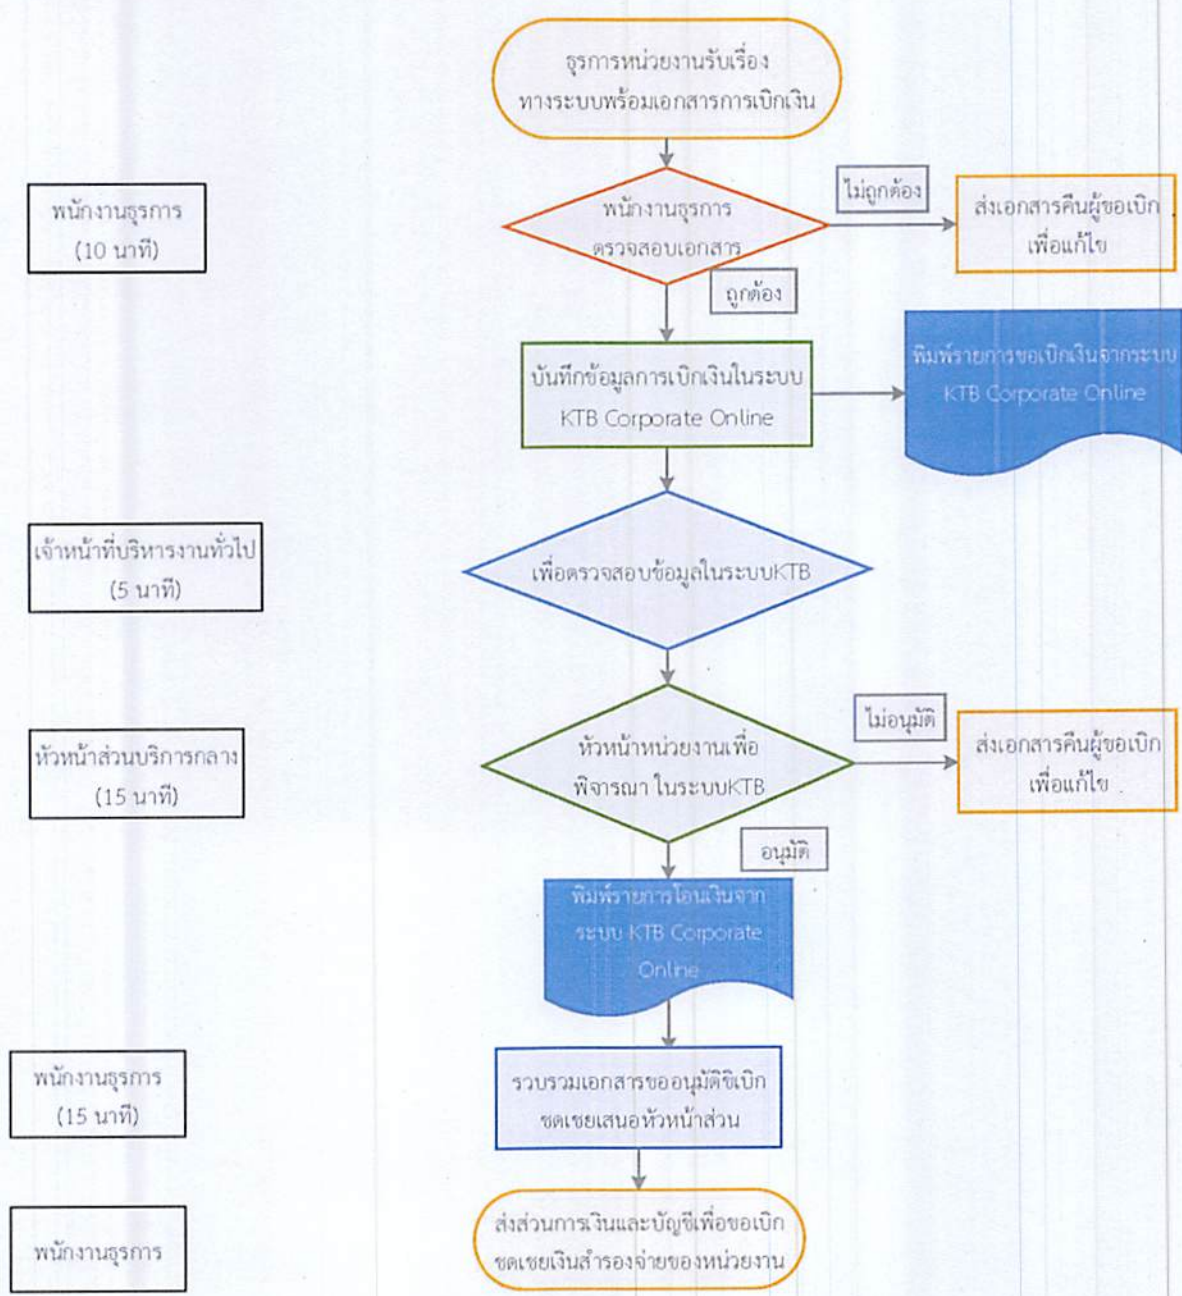 ธุรการหน่วยงานรับเรื่อง
ทางระบบพร้อมเอกสารการเบิกเงิน
พนักงานธุรการ
(10 นาที)
พนักงานธุรการ
ตรวจสอบเอกสาร
ไม่ถูกต้อง
ส่งเอกสารคืนผู้ขอเบิก
เพื่อแก้ไข
ถูกต้อง
บันทึกข้อมูลการเบิกเงินในระบบ
KTB Corporate Online
พิมพ์รายการขอเบิกเงินจากระบบ
KTB Corporate Online
เจ้าหน้าที่บริหารงานทั่วไป
(5 นาที)
เพื่อตรวจสอบข้อมูลในระบบKTB
หัวหน้าส่วนบริการกลาง
(15 นาที)
หัวหน้าหน่วยงานเพื่อ
พิจารณา ในระบบKTB
ไม่อนุมัติ
ส่งเอกสารคืนผู้ขอเบิก
เพื่อแก้ไข
อนุมัติ
พิมพ์รายการโอนเงินจาก
ระบบ KTB Corporate
Online
พนักงานธุรการ
(15 นาที)
รวบรวมเอกสารขออนุมัติขิเบิก
ชดเชยเสนอหัวหน้าส่วน
พนักงานธุรการ
ส่งส่วนการเงินและบัญชีเพื่อขอเบิก
ชดเชยเงินสำรองจ่ายของหน่วยงาน